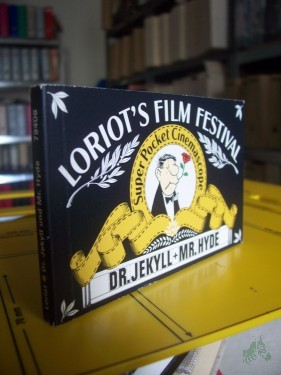 LORIOT'S FILM FESTIVAL
Super Pocket Cinemascope
DR. JEKYLL + MR. HYDE